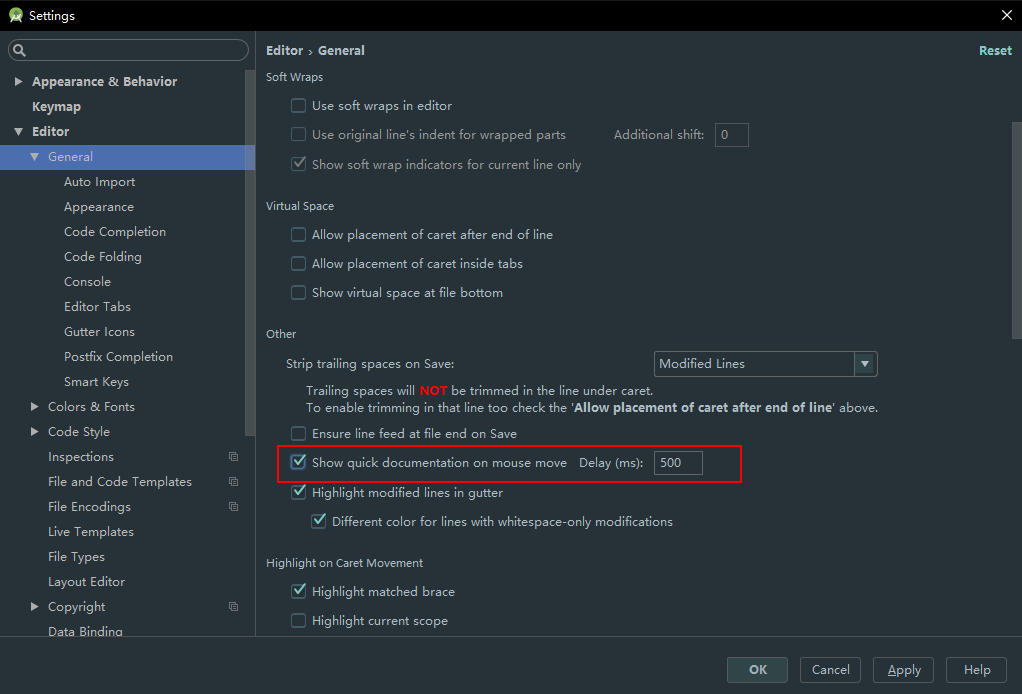 Settings
Appearance & Behavior
Keymap
Editor
General
Auto Import
Appearance
Code Completion
Code Folding
Console
Editor Tabs
Gutter Icons
Postfix Completion
Smart Keys
Colors & Fonts
Code Style
Inspections
File and Code Templates
File Encodings
Live Templates
File Types
Layout Editor
Copyright
Data Binding
Editor › General
Reset
Soft Wraps
Use soft wraps in editor
Use original line's indent for wrapped parts Additional shift: 0
Show soft wrap indicators for current line only
Virtual Space
Allow placement of caret after end of line
Allow placement of caret inside tabs
Show virtual space at file bottom
Other
Strip trailing spaces on Save: Modified Lines
Trailing spaces will NOT be trimmed in the line under caret.
To enable trimming in that line too check the 'Allow placement of caret after end of line' above.
Ensure line feed at file end on Save
Show quick documentation on mouse move Delay (ms): 500
Highlight modified lines in gutter
Different color for lines with whitespace-only modifications
Highlight on Caret Movement
Highlight matched brace
Highlight current scope
OK Cancel Apply Help